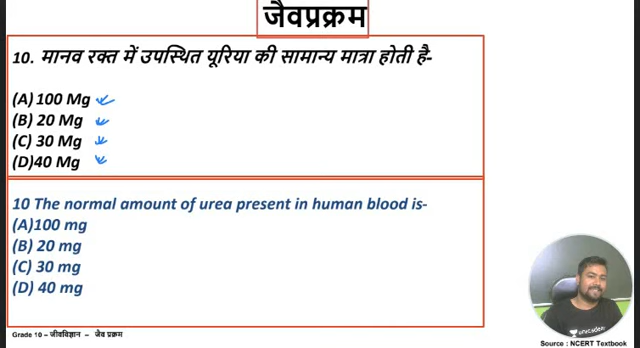 जैवप्रक्रम
10. मानव रक्त में उपस्थित यूरिया की सामान्य मात्रा होती है-
(A) 100 Mg
(B) 20 Mg
(C) 30 Mg
(D)40 Mg
10 The normal amount of urea present in human blood is-
(A)100 mg
(B) 20 mg
(C) 30 mg
(D) 40 mg
Grade 10 – जीवविज्ञान – जैव प्रक्रम
Source : NCERT Textbook